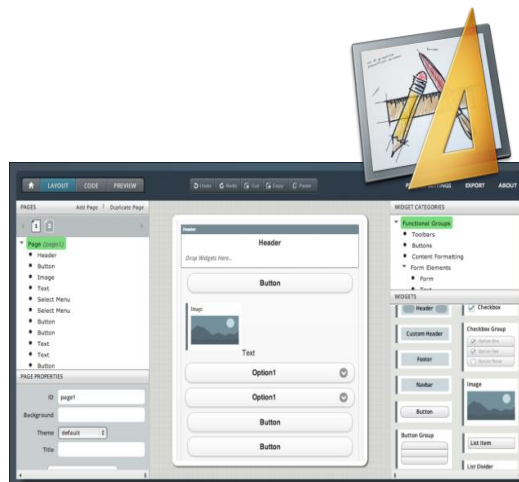 LAYOUT CODE PREVIEW
Undo Redo Cut Copy Paste
SETTINGS EXPORT ABOUT
PAGES Add Page Duplicate Page
1 2
Page (page1)
Header
Button
Image
Text
Select Menu
Select Menu
Button
Button
Text
Text
Button
PAGE PROPERTIES
ID page1
Background
Theme default
Title
Header
Header
Drop Widgets Here...
Button
Image
Text
Option1
Option1
Button
Button
WIDGET CATEGORIES
Functional Groups
Toolbars
Buttons
Content Formatting
Form Elements
Form
Text
WIDGETS
Header
Custom Header
Footer
Navbar
Button
Button Group
Checkbox
Checkbox Group
Image
List Item
List Divider